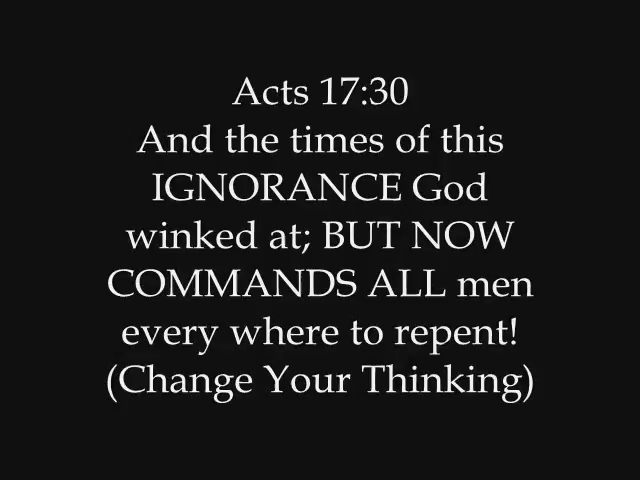 Acts 17:30
And the times of this
IGNORANCE God
winked at; BUT NOW
COMMANDS ALL men
every where to repent!
(Change Your Thinking)